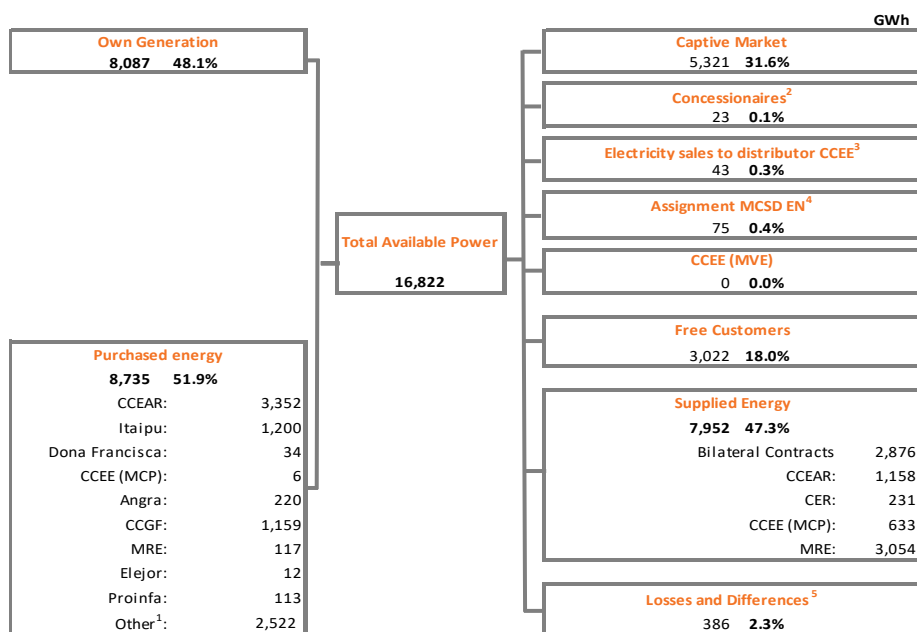 GWh
Own Generation
8,087 48.1%
Purchased energy
8,735 51.9%
CCEAR: 3,352
Itaipu: 1,200
Dona Francisca: 34
CCEE (MCP): 6
Angra: 220
CCGF: 1,159
MRE: 117
Elejor: 12
Proinfa: 113
Other¹: 2,522
Total Available Power
16,822
Captive Market
5,321 31.6%
Concessionaires²
23 0.1%
Electricity sales to distributor CCEE³
43 0.3%
Assignment MCSD EN⁴
75 0.4%
CCEE (MVE)
0 0.0%
Free Customers
3,022 18.0%
Supplied Energy
7,952 47.3%
Bilateral Contracts 2,876
CCEAR: 1,158
CER: 231
CCEE (MCP): 633
MRE: 3,054
Losses and Differences ⁵
386 2.3%